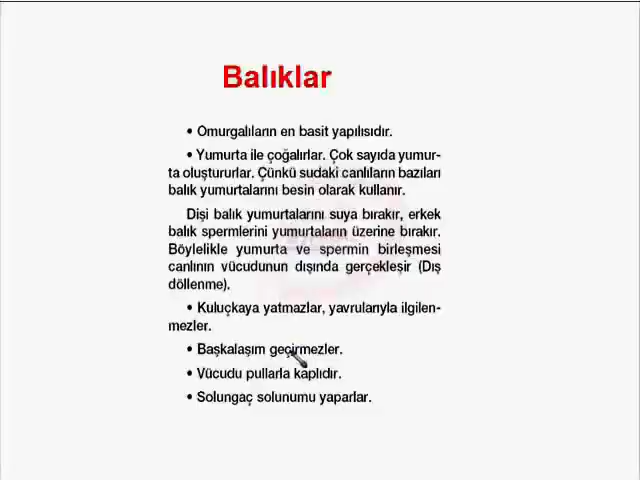 Balıklar
• Omurgalıların en basit yapılısıdır.
• Yumurta ile çoğalırlar. Çok sayıda yumur-
ta oluştururlar. Çünkü sudaki canlıların bazıları
balık yumurtalarını besin olarak kullanır.
Dişi balık yumurtalarını suya bırakır, erkek
balık spermlerini yumurtaların üzerine bırakır.
Böylelikle yumurta ve spermin birleşmesi
canlının vücudunun dışında gerçekleşir (Dış
döllenme).
• Kuluçkaya yatmazlar, yavrularıyla ilgilen-
mezler.
• Başkalaşım geçirmezler.
• Vücudu pullarla kaplıdır.
• Solungaç solunumu yaparlar.